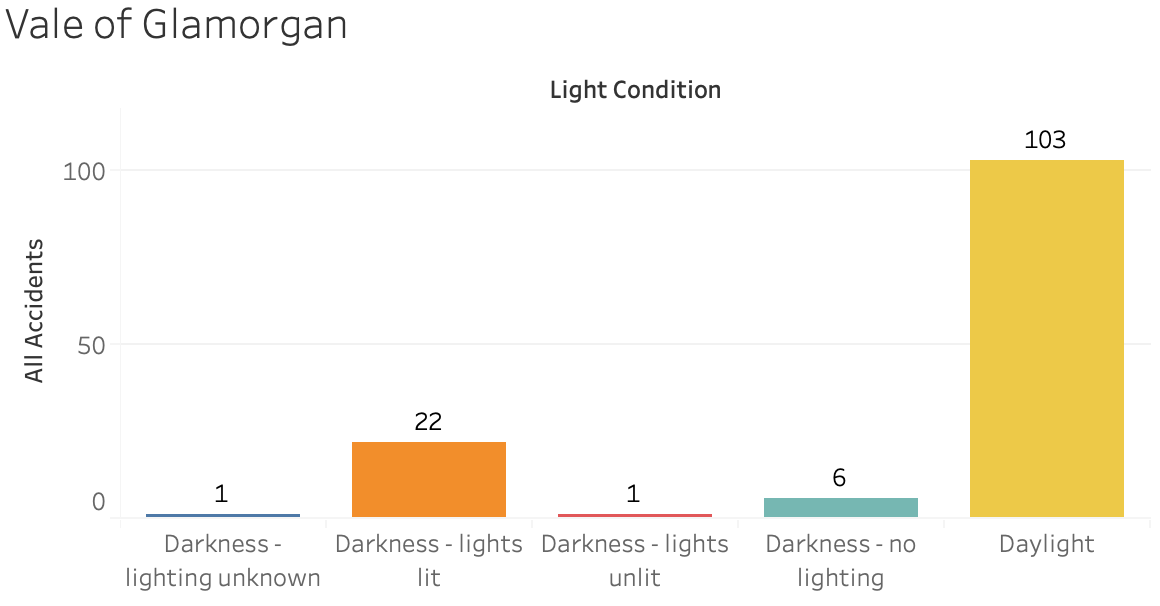 Vale of Glamorgan
Light Condition
All Accidents
100
50
0
1
22
1
6
103
Darkness -
lighting unknown
Darkness - lights
lit
Darkness - lights
unlit
Darkness - no
lighting
Daylight